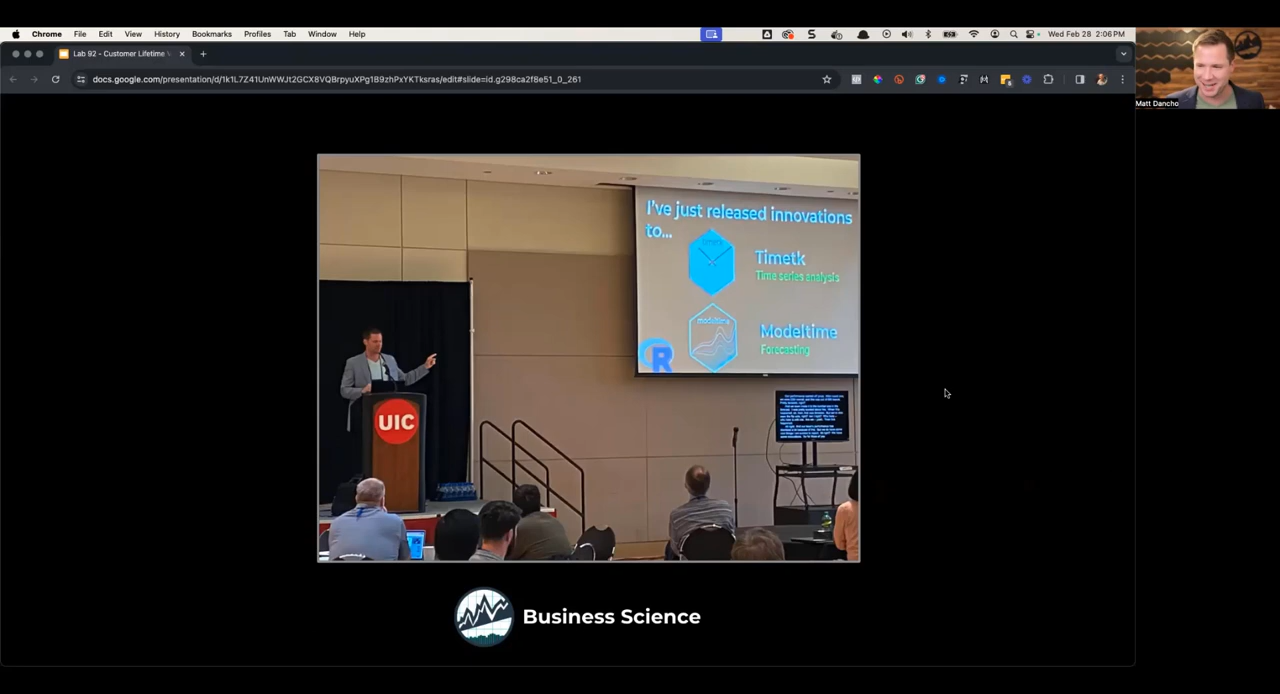 Chrome File Edit View History Bookmarks Profiles Tab Window Help
Wed Feb 28 2:06 PM
Lab 92 - Customer Lifetime V
docs.google.com/presentation/d/1k1L7Z41UnWWJt2GCX8VQBrpyuXPg1B9zhPxYKTksras/edit#slide=id.g298ca2f8e51_0_261
Matt Dancho
I've just released innovations
to...
Timetk
Time series analysis
modeltime
Modeltime
Forecasting
R
UIC
Business Science